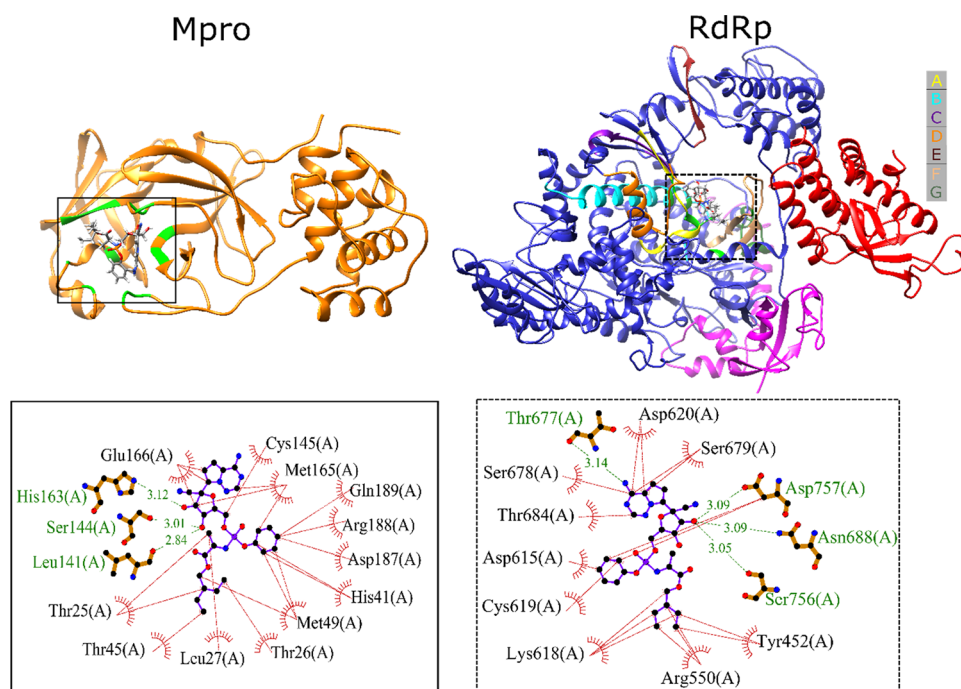 Mpro
RdRp
A
B
C
D
E
F
G
Cys145(A)
Glu166(A)
Met165(A)
His163(A)
3.12
Gln189(A)
Ser144(A)
3.01
Arg188(A)
2.84
Leu141(A)
Asp187(A)
Thr25(A)
His41(A)
Met49(A)
Thr45(A)
Leu27(A)
Thr26(A)
Thr677(A)
Asp620(A)
3.14
Ser679(A)
Ser678(A)
Asp757(A)
3.09
Thr684(A)
3.09
Asn688(A)
3.05
Asp615(A)
Ser756(A)
Cys619(A)
Lys618(A)
Tyr452(A)
Arg550(A)